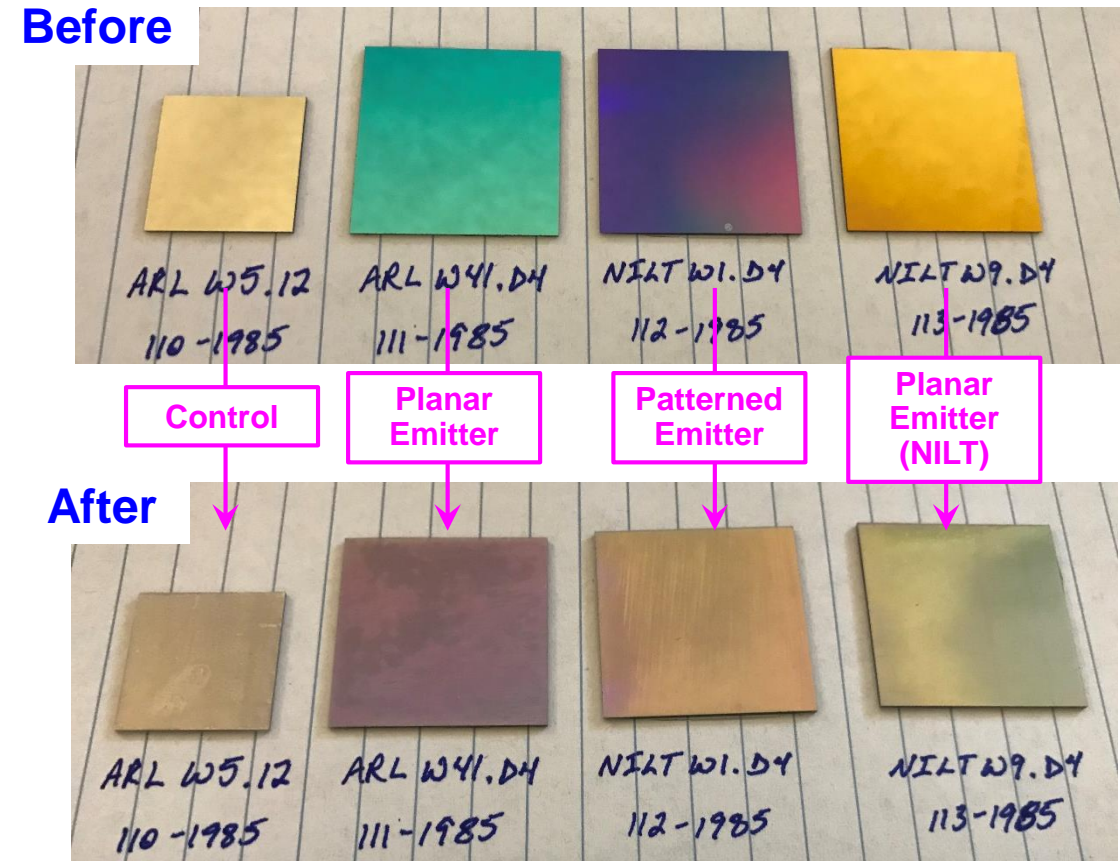 Before
ARL W5.12
110-1985
ARL W41.D4
111-1985
NILT W1.D4
112-1985
NILT W9.D4
113-1985
Control
Planar
Emitter
Patterned
Emitter
Planar
Emitter
(NILT)
After
ARL W5.12
110-1985
ARL W41.D4
111-1985
NILT W1.D4
112-1985
NILT W9.D4
113-1985